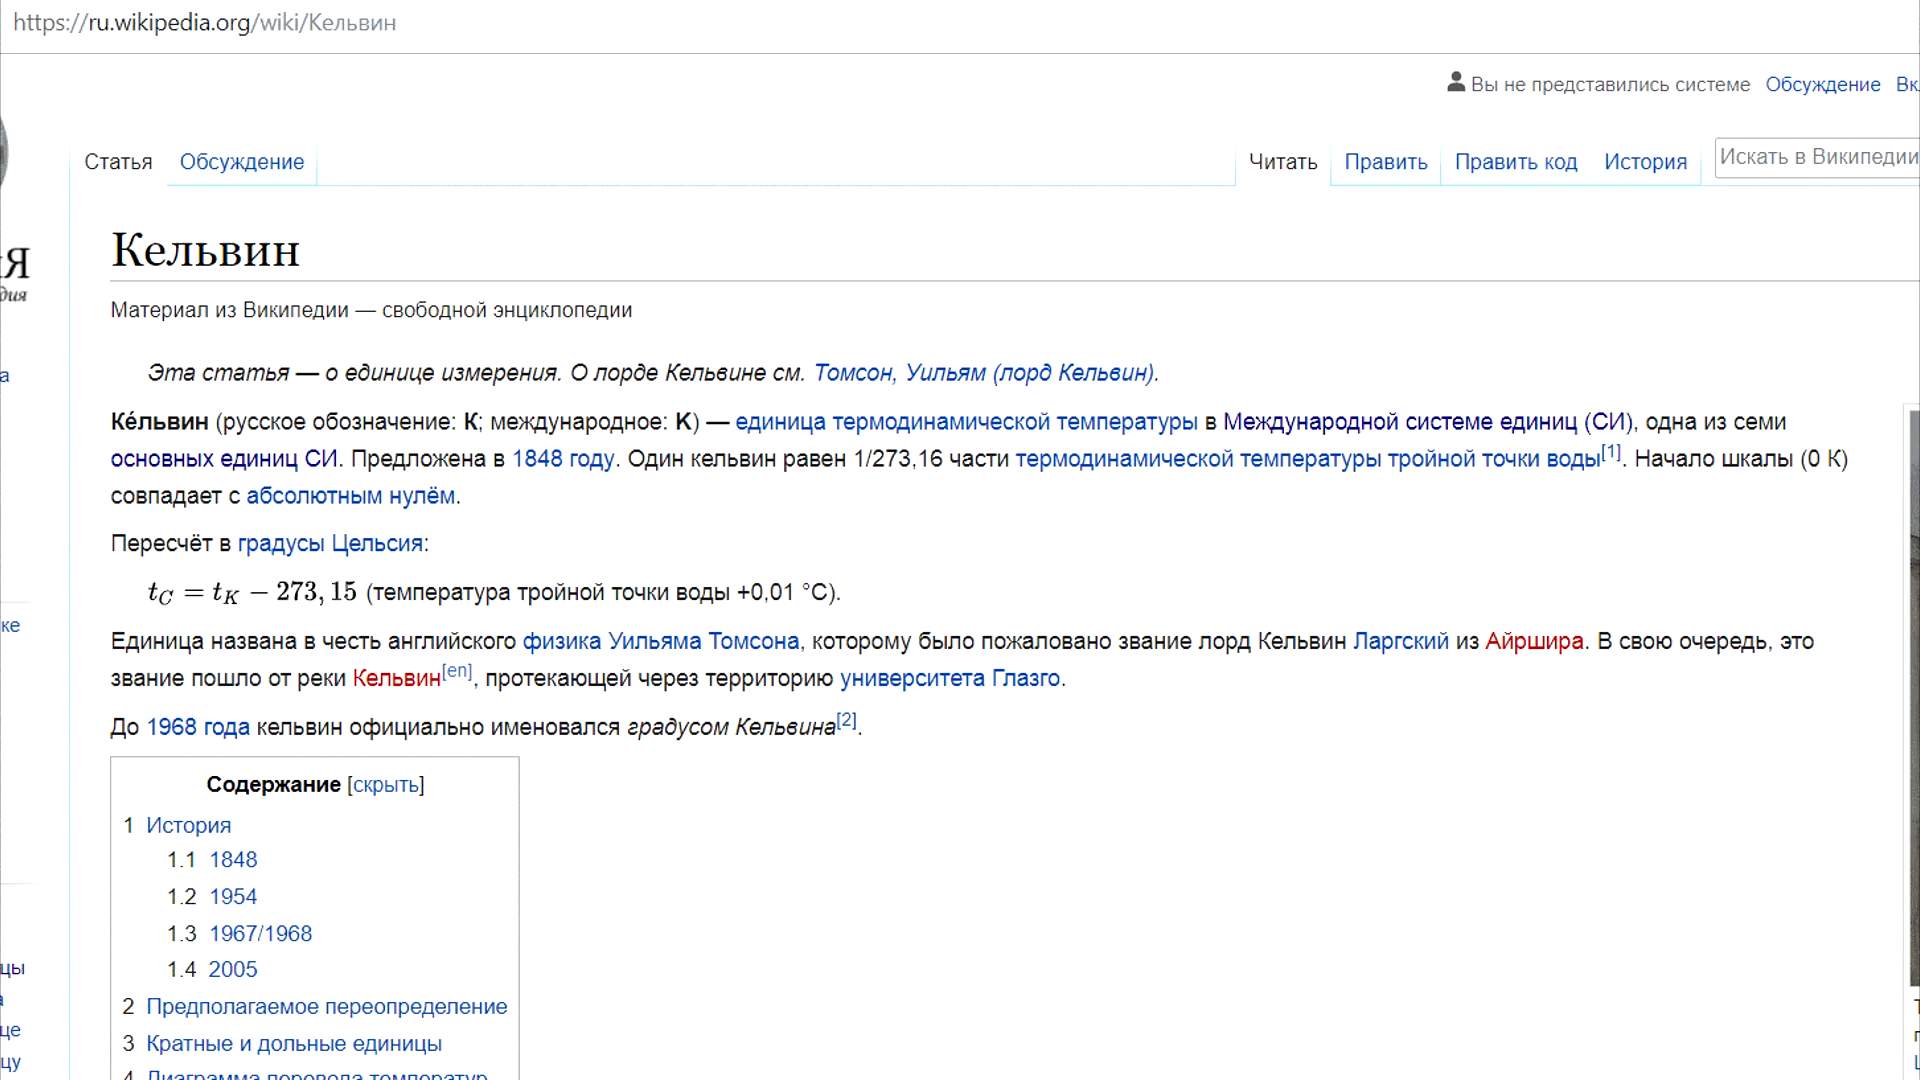 https://ru.wikipedia.org/wiki/Кельвин
Вы не представились системе Обсуждение
Статья Обсуждение Читать Править Править код История Искать в Википедии
Кельвин
Материал из Википедии — свободной энциклопедии
Эта статья — о единице измерения. О лорде Кельвине см. Томсон, Уильям (лорд Кельвин).
Ке́львин (русское обозначение: К; международное: K) — единица термодинамической температуры в Международной системе единиц (СИ), одна из семи
основных единиц СИ. Предложена в 1848 году. Один кельвин равен 1/273,16 части термодинамической температуры тройной точки воды[1]. Начало шкалы (0 К)
совпадает с абсолютным нулём.
Пересчёт в градусы Цельсия:
t_C = t_K − 273,15 (температура тройной точки воды +0,01 °C).
Единица названа в честь английского физика Уильяма Томсона, которому было пожаловано звание лорд Кельвин Ларгский из Айршира. В свою очередь, это
звание пошло от реки Кельвин[en], протекающей через территорию университета Глазго.
До 1968 года кельвин официально именовался градусом Кельвина[2].
Содержание [скрыть]
1 История
1.1 1848
1.2 1954
1.3 1967/1968
1.4 2005
2 Предполагаемое переопределение
3 Кратные и дольные единицы
4 Диаграмма перевода температур